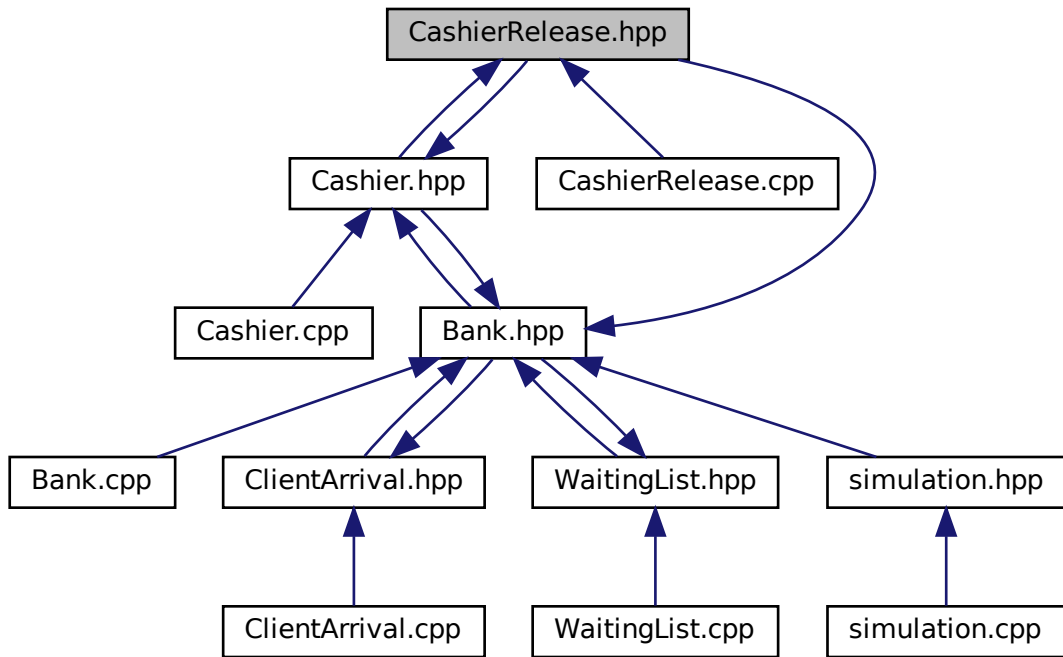 CashierRelease.hpp
Cashier.hpp
CashierRelease.cpp
Cashier.cpp
Bank.hpp
Bank.cpp
ClientArrival.hpp
WaitingList.hpp
simulation.hpp
ClientArrival.cpp
WaitingList.cpp
simulation.cpp